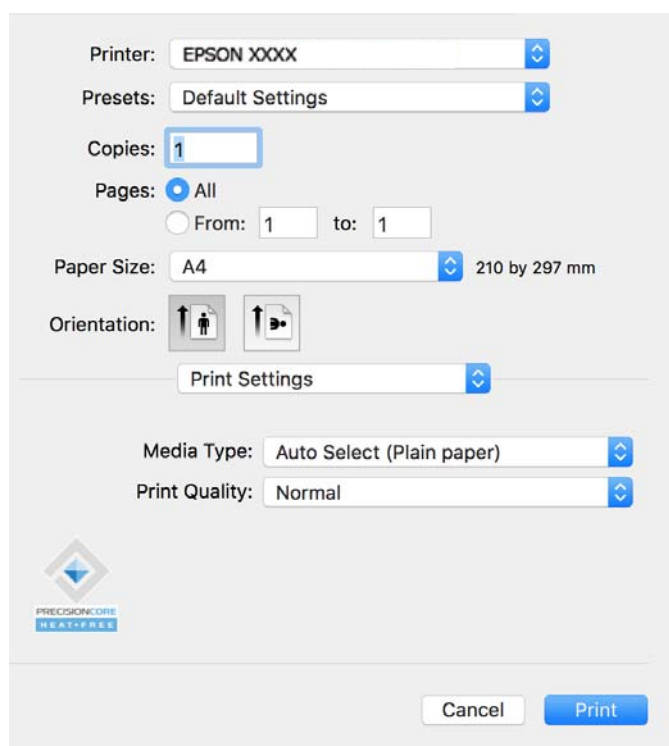 Printer: EPSON XXXX
Presets: Default Settings
Copies: 1
Pages: All
From: 1 to: 1
Paper Size: A4 210 by 297 mm
Orientation:
Print Settings
Media Type: Auto Select (Plain paper)
Print Quality: Normal
PRECISIONCORE
HEAT-FREE
Cancel Print